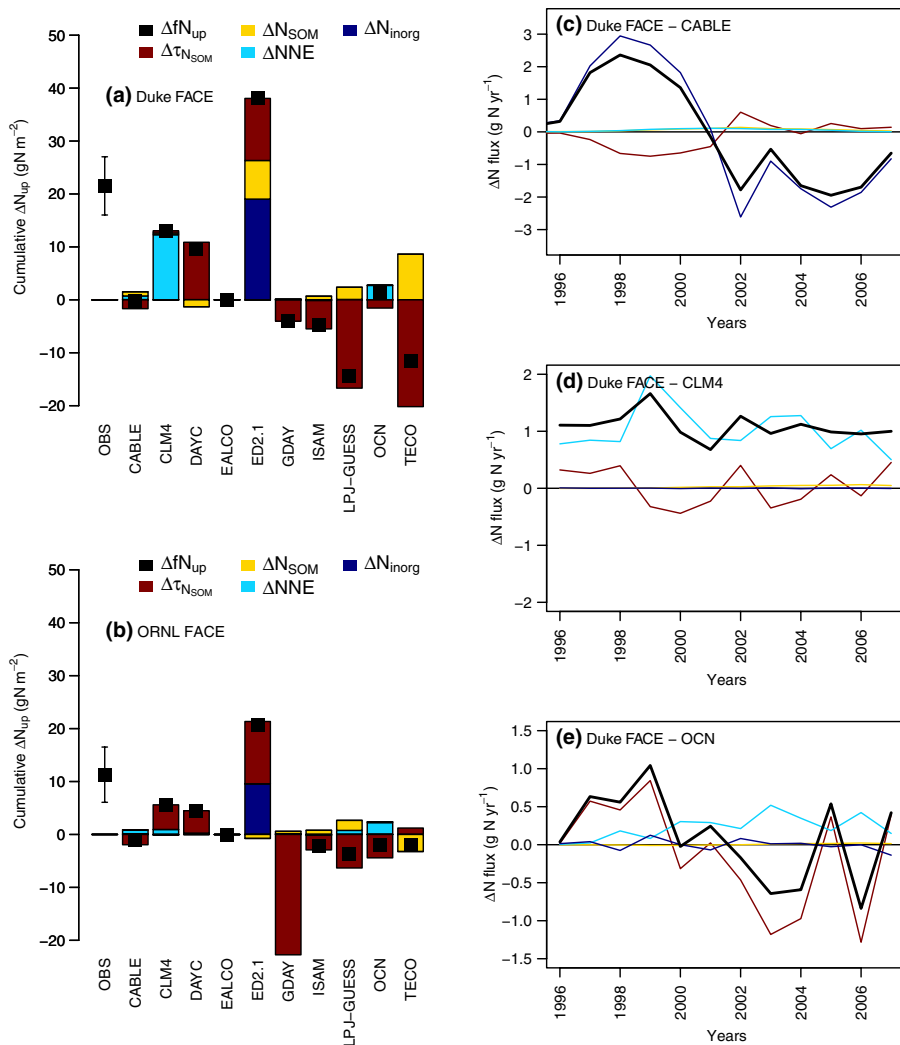 ΔfN_up ΔN_SOM ΔN_inorg
Δτ_N_SOM ΔNNE
(a) Duke FACE
Cumulative ΔN_up (gN m⁻²)
50
40
30
20
10
0
−10
−20
OBS
CABLE
CLM4
DAYC
EALCO
ED2.1
GDAY
ISAM
LPJ−GUESS
OCN
TECO
ΔfN_up ΔN_SOM ΔN_inorg
Δτ_N_SOM ΔNNE
(b) ORNL FACE
Cumulative ΔN_up (gN m⁻²)
50
40
30
20
10
0
−10
−20
OBS
CABLE
CLM4
DAYC
EALCO
ED2.1
GDAY
ISAM
LPJ−GUESS
OCN
TECO
(c) Duke FACE − CABLE
ΔN flux (g N yr⁻¹)
3
2
1
0
−1
−2
−3
1996 1998 2000 2002 2004 2006
Years
(d) Duke FACE − CLM4
ΔN flux (g N yr⁻¹)
2
1
0
−1
−2
1996 1998 2000 2002 2004 2006
Years
(e) Duke FACE − OCN
ΔN flux (g N yr⁻¹)
1.5
1.0
0.5
0.0
−0.5
−1.0
−1.5
1996 1998 2000 2002 2004 2006
Years